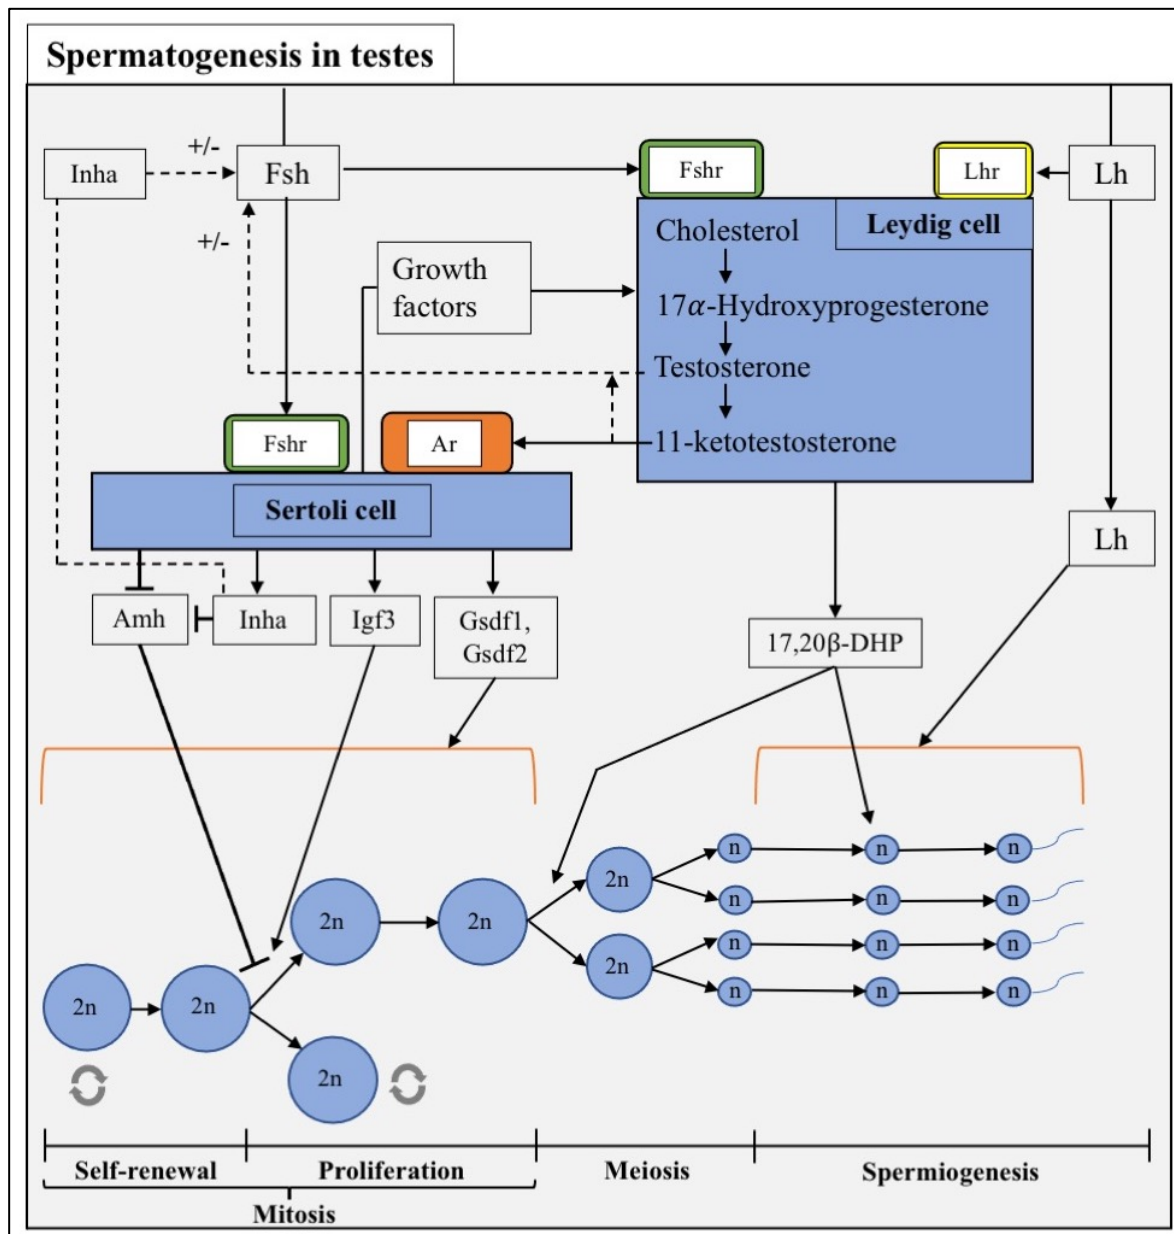 Spermatogenesis in testes
+/-
Inha
Fsh
Fshr
Lhr
Lh
+/-
Growth
factors
Cholesterol
Leydig cell
17α-Hydroxyprogesterone
Testosterone
11-ketotestosterone
Fshr
Ar
Sertoli cell
Lh
Amh
Inha
Igf3
Gsdf1,
Gsdf2
17,20β-DHP
n
n
n
2n
2n
2n
n
n
n
n
n
n
2n
n
n
n
2n
2n
2n
Self-renewal
Proliferation
Meiosis
Spermiogenesis
Mitosis